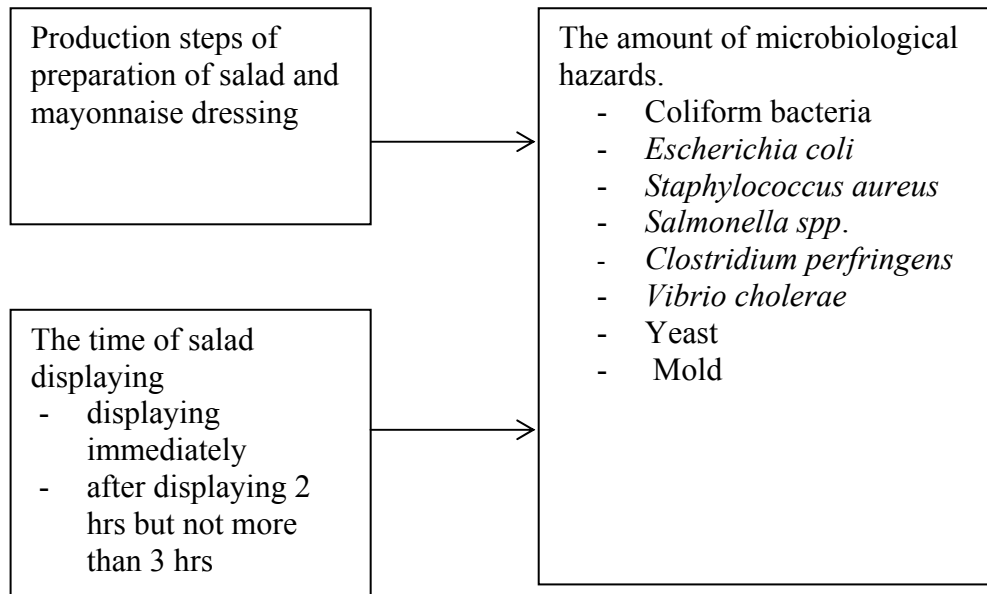 Production steps of
preparation of salad and
mayonnaise dressing
The time of salad
displaying
- displaying
immediately
- after displaying 2
hrs but not more
than 3 hrs
The amount of microbiological
hazards.
- Coliform bacteria
- Escherichia coli
- Staphylococcus aureus
- Salmonella spp.
- Clostridium perfringens
- Vibrio cholerae
- Yeast
- Mold